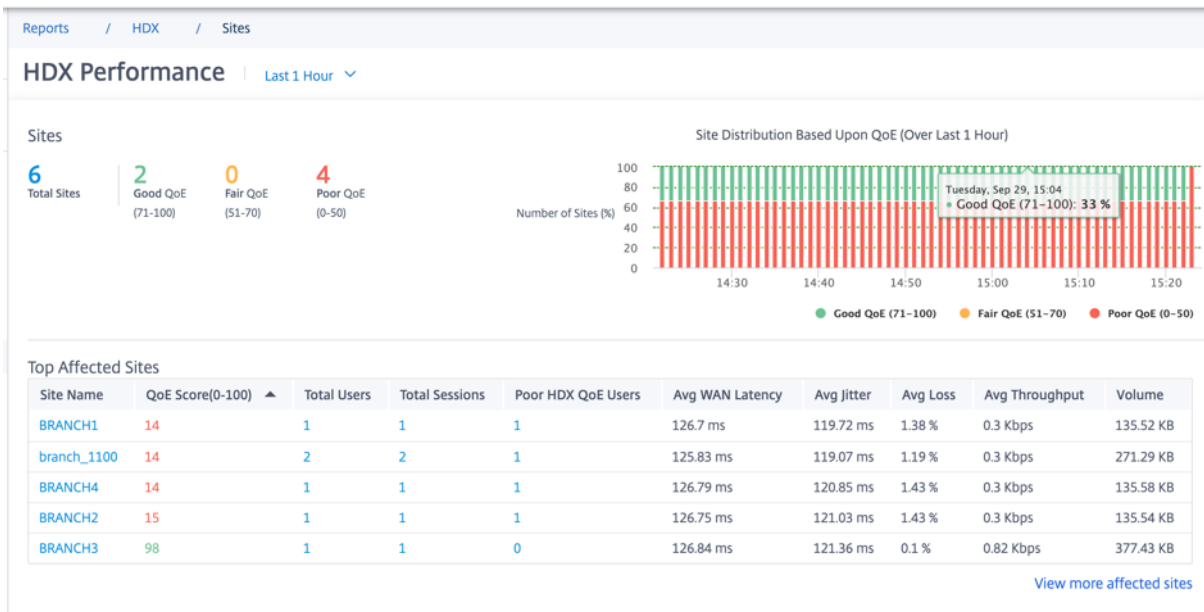 Reports / HDX / Sites
HDX Performance Last 1 Hour
Sites
6
Total Sites
2
Good QoE
(71-100)
0
Fair QoE
(51-70)
4
Poor QoE
(0-50)
Site Distribution Based Upon QoE (Over Last 1 Hour)
Number of Sites (%)
100
80
60
40
20
0
Tuesday, Sep 29, 15:04
Good QoE (71-100): 33 %
14:30 14:40 14:50 15:00 15:10 15:20
Good QoE (71-100) Fair QoE (51-70) Poor QoE (0-50)
Top Affected Sites
Site Name QoE Score(0-100) Total Users Total Sessions Poor HDX QoE Users Avg WAN Latency Avg Jitter Avg Loss Avg Throughput Volume
BRANCH1 14 1 1 1 126.7 ms 119.72 ms 1.38 % 0.3 Kbps 135.52 KB
branch_1100 14 2 2 1 125.83 ms 119.07 ms 1.19 % 0.3 Kbps 271.29 KB
BRANCH4 14 1 1 1 126.79 ms 120.85 ms 1.43 % 0.3 Kbps 135.58 KB
BRANCH2 15 1 1 1 126.75 ms 121.03 ms 1.43 % 0.3 Kbps 135.54 KB
BRANCH3 98 1 1 0 126.84 ms 121.36 ms 0.1 % 0.82 Kbps 377.43 KB
View more affected sites